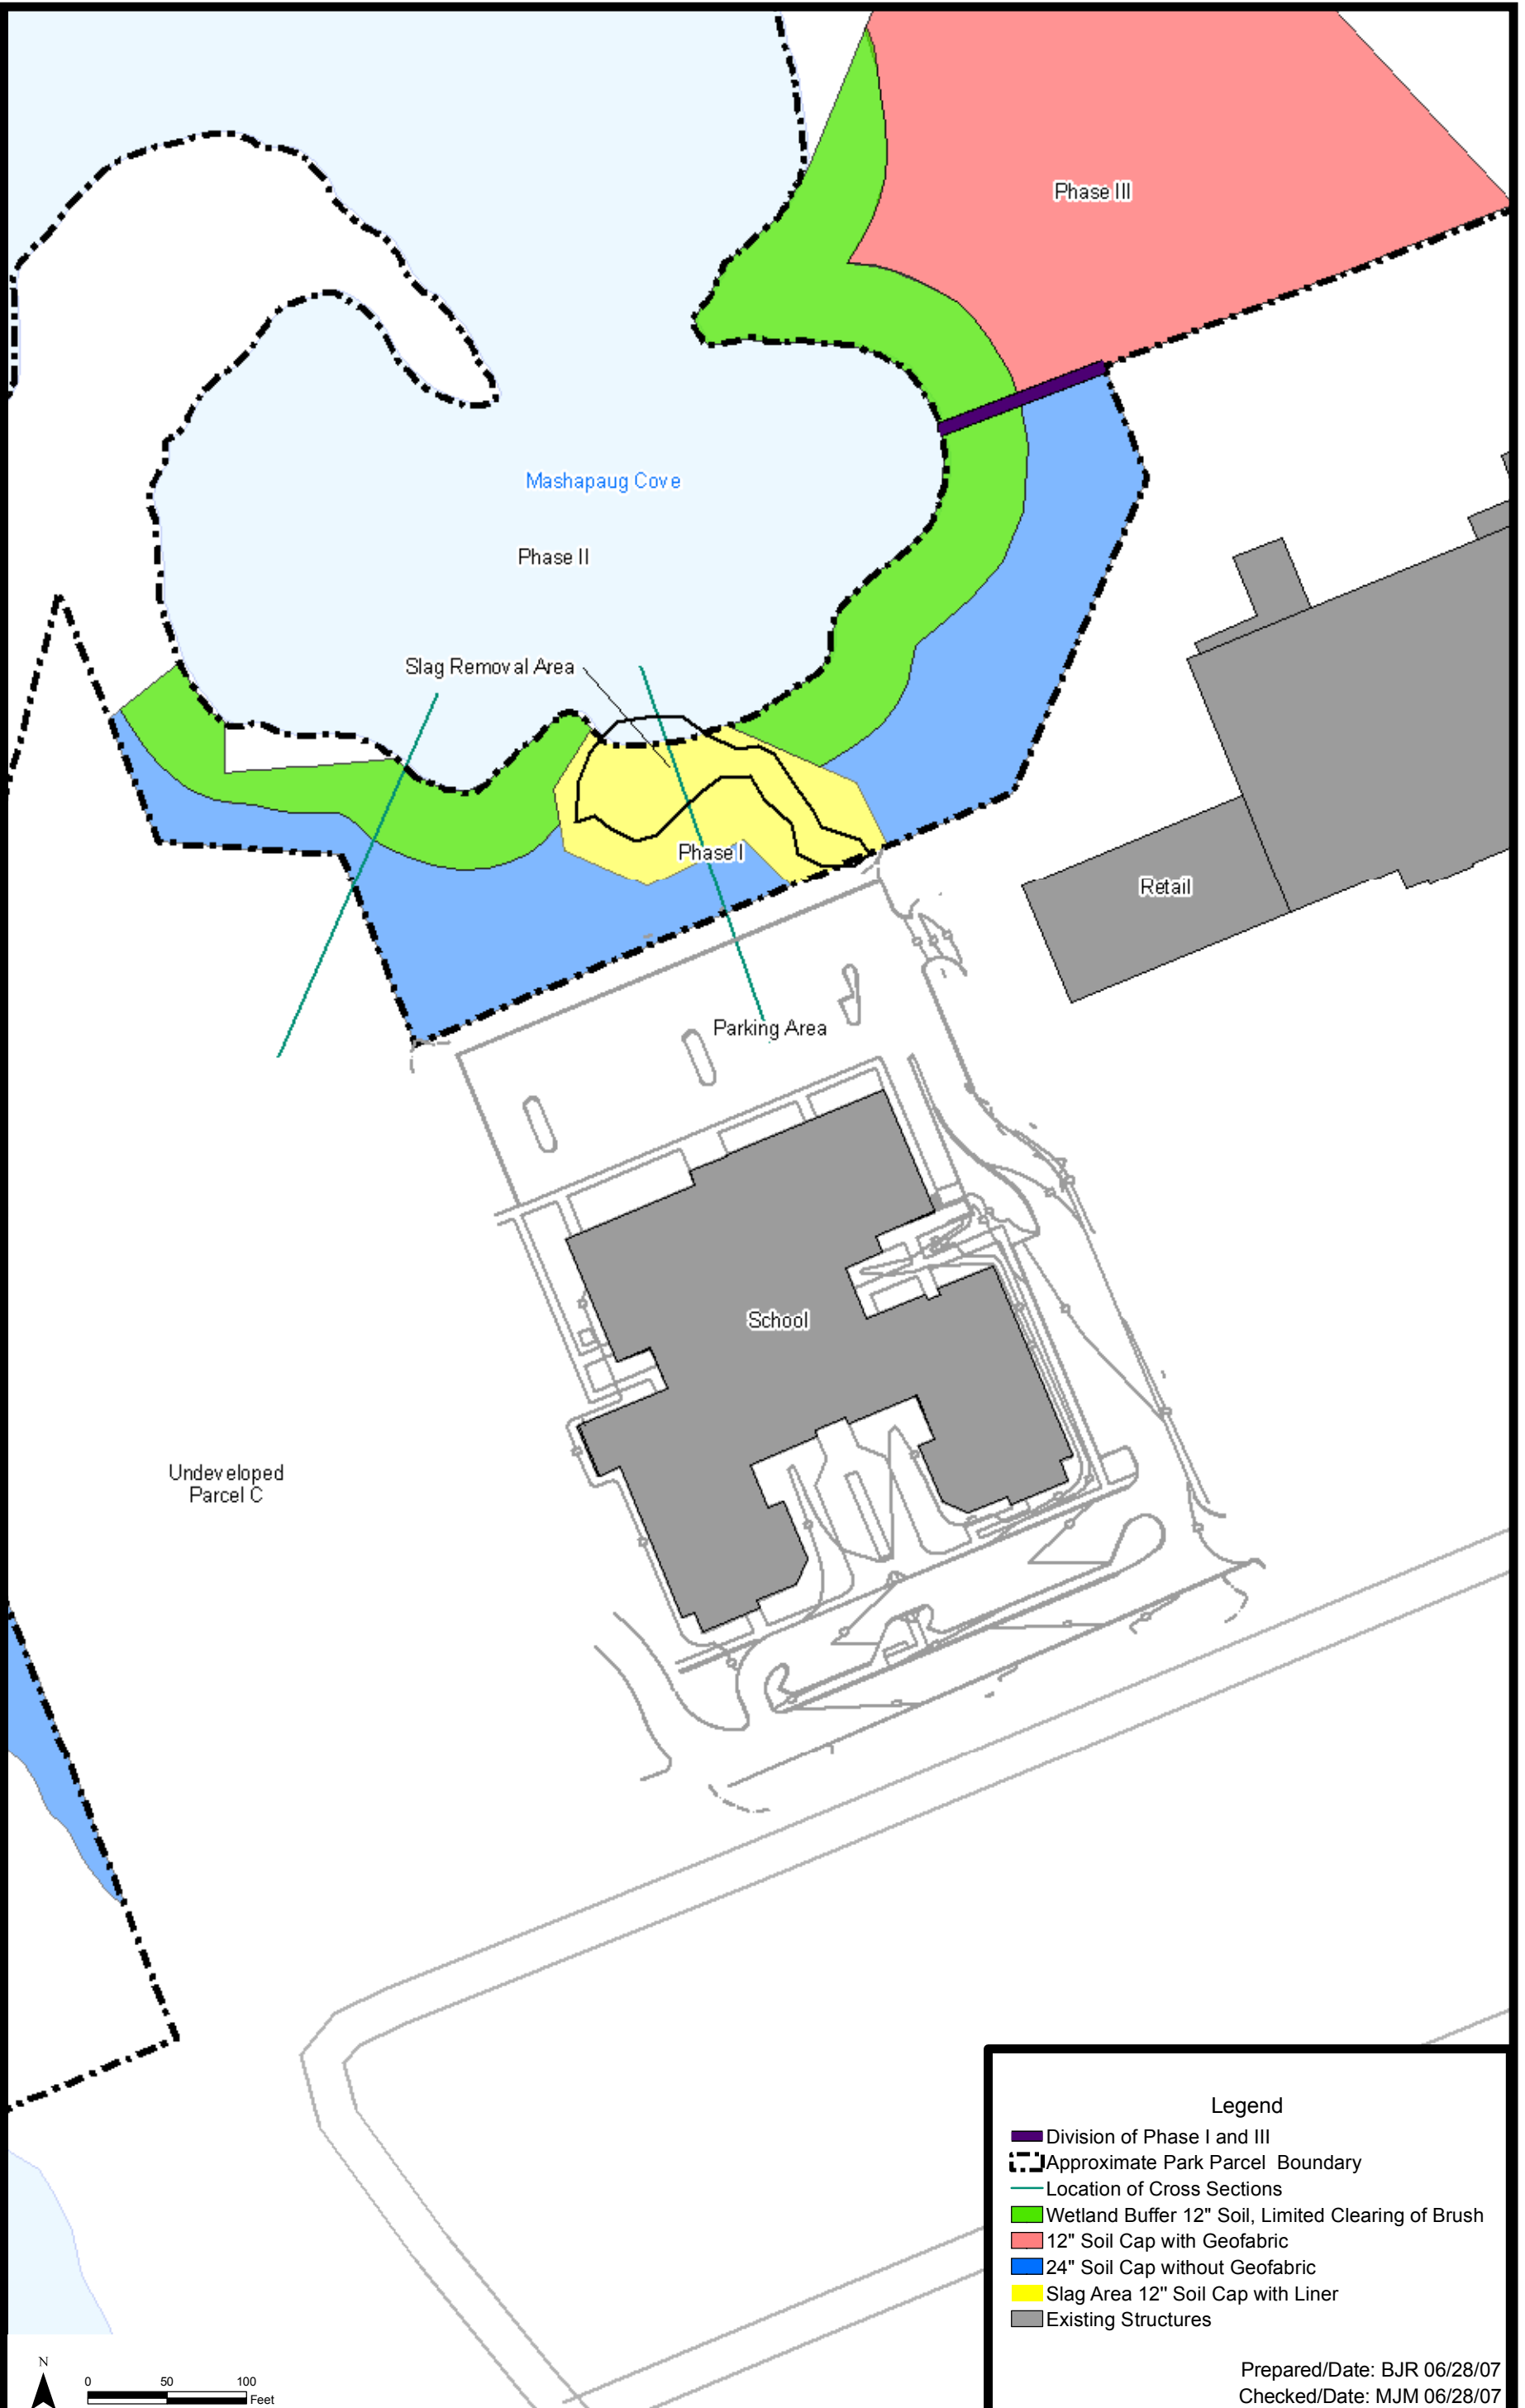 Phase III
Mashapaug Cove
Phase II
Slag Removal Area
Phase I
Retail
Parking Area
School
Undeveloped
Parcel C
Legend
Division of Phase I and III
Approximate Park Parcel Boundary
Location of Cross Sections
Wetland Buffer 12" Soil, Limited Clearing of Brush
12" Soil Cap with Geofabric
24" Soil Cap without Geofabric
Slag Area 12" Soil Cap with Liner
Existing Structures
Prepared/Date: BJR 06/28/07
Checked/Date: MJM 06/28/07
N
0 50 100
Feet